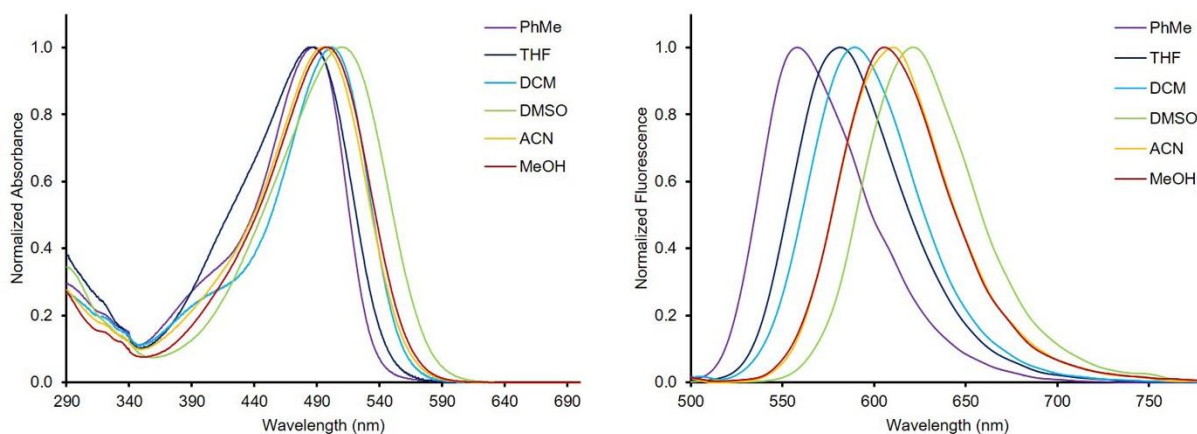 PhMe
THF
DCM
DMSO
ACN
MeOH
Normalized Absorbance
1.0
0.8
0.6
0.4
0.2
0.0
290 340 390 440 490 540 590 640 690
Wavelength (nm)
PhMe
THF
DCM
DMSO
ACN
MeOH
Normalized Fluorescence
1.0
0.8
0.6
0.4
0.2
0.0
500 550 600 650 700 750
Wavelength (nm)